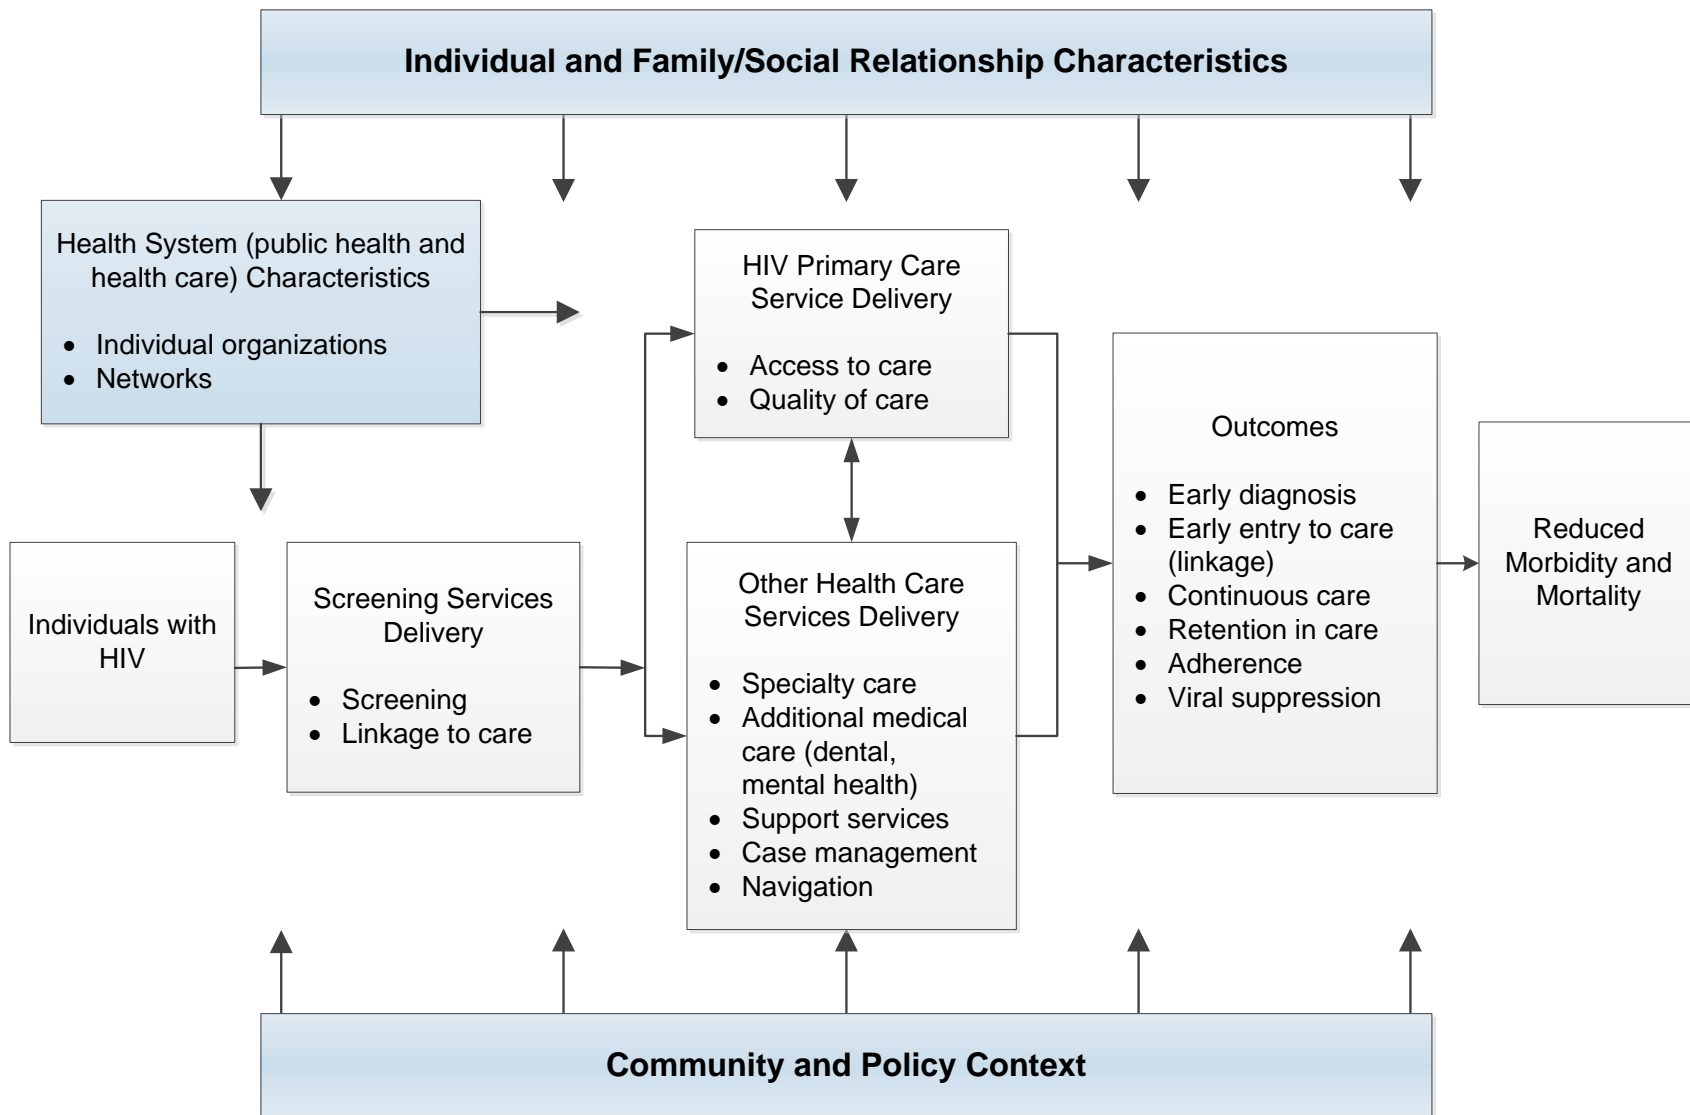 Individual and Family/Social Relationship Characteristics
Health System (public health and
health care) Characteristics
• Individual organizations
• Networks
HIV Primary Care
Service Delivery
• Access to care
• Quality of care
Individuals with
HIV
Screening Services
Delivery
• Screening
• Linkage to care
Other Health Care
Services Delivery
• Specialty care
• Additional medical
care (dental,
mental health)
• Support services
• Case management
• Navigation
Outcomes
• Early diagnosis
• Early entry to care
(linkage)
• Continuous care
• Retention in care
• Adherence
• Viral suppression
Reduced
Morbidity and
Mortality
Community and Policy Context